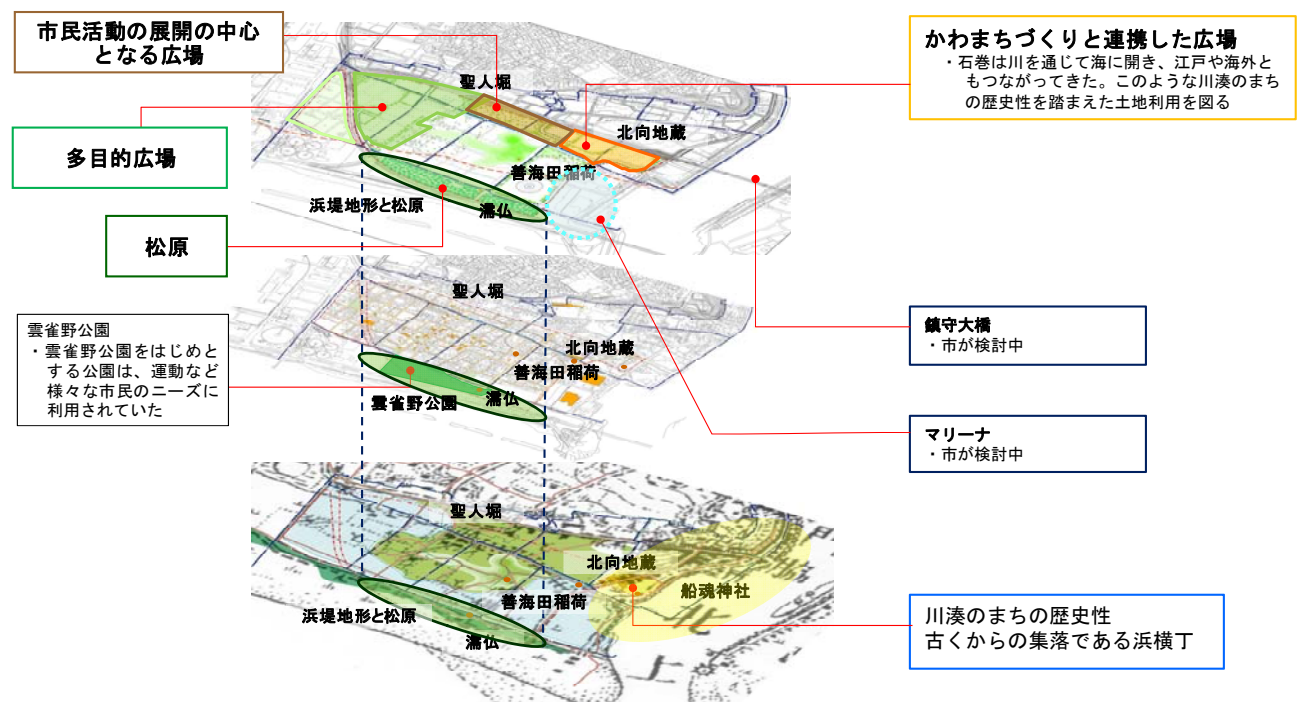 市民活動の展開の中心
となる広場
かわまちづくりと連携した広場
・石巻は川を通じて海に開き、江戸や海外と
もつながってきた。このような川湊のまち
の歴史性を踏まえた土地利用を図る
聖人堀
北向地蔵
多目的広場
善海田稲荷
浜堤地形と松原
濡仏
松原
聖人堀
雲雀野公園
・雲雀野公園をはじめと
する公園は、運動など
様々な市民のニーズに
利用されていた
北向地蔵
善海田稲荷
雲雀野公園
濡仏
鎮守大橋
・市が検討中
マリーナ
・市が検討中
聖人堀
北向地蔵
船魂神社
善海田稲荷
浜堤地形と松原
濡仏
北
上
川湊のまちの歴史性
古くからの集落である浜横丁